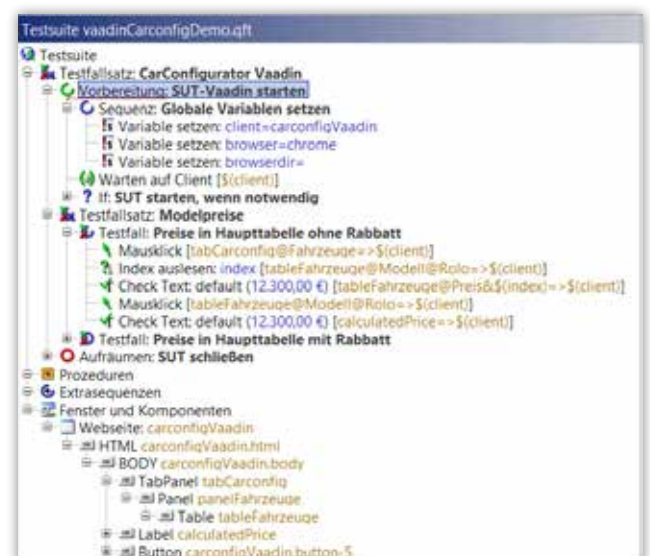 Testsuite vaadinCarconfigDemo.qft
Testsuite
Testfallsatz: CarConfigurator Vaadin
Vorbereitung: SUT-Vaadin starten
Sequenz: Globale Variablen setzen
Variable setzen: client=carconfigVaadin
Variable setzen: browser=chrome
Variable setzen: browserdir=
Warten auf Client [$(client)]
If: SUT starten, wenn notwendig
Testfallsatz: Modelpreise
Testfall: Preise in Haupttabelle ohne Rabbatt
Mausklick [tabCarconfig@Fahrzeuge=>$(client)]
Index auslesen: index [tableFahrzeuge@Modell@Rolo=>$(client)]
Check Text: default (12.300,00 €) [tableFahrzeuge@Preis&$(index)=>$(client)]
Mausklick [tableFahrzeuge@Modell@Rolo=>$(client)]
Check Text: default (12.300,00 €) [calculatedPrice=>$(client)]
Testfall: Preise in Haupttabelle mit Rabbatt
Aufräumen: SUT schließen
Prozeduren
Extrasequenzen
Fenster und Komponenten
Webseite: carconfigVaadin
HTML carconfigVaadin.html
BODY carconfigVaadin.body
TabPanel tabCarconfig
Panel panelFahrzeuge
Table tableFahrzeuge
Label calculatedPrice
Button carconfigVaadin.button-5